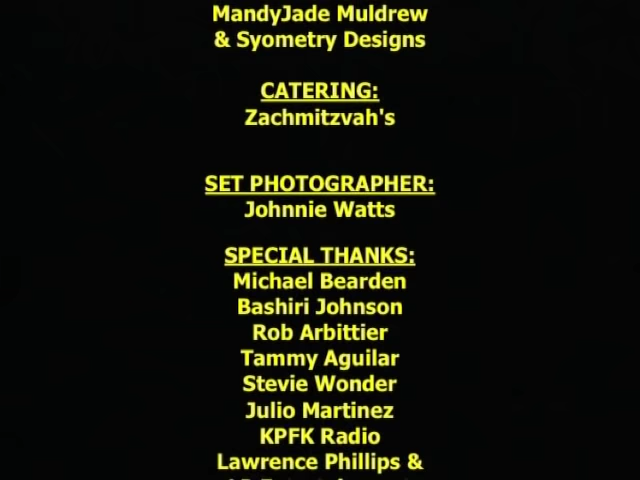 MandyJade Muldrew
& Syometry Designs
CATERING:
Zachmitzvah's
SET PHOTOGRAPHER:
Johnnie Watts
SPECIAL THANKS:
Michael Bearden
Bashiri Johnson
Rob Arbittier
Tammy Aguilar
Stevie Wonder
Julio Martinez
KPFK Radio
Lawrence Phillips &